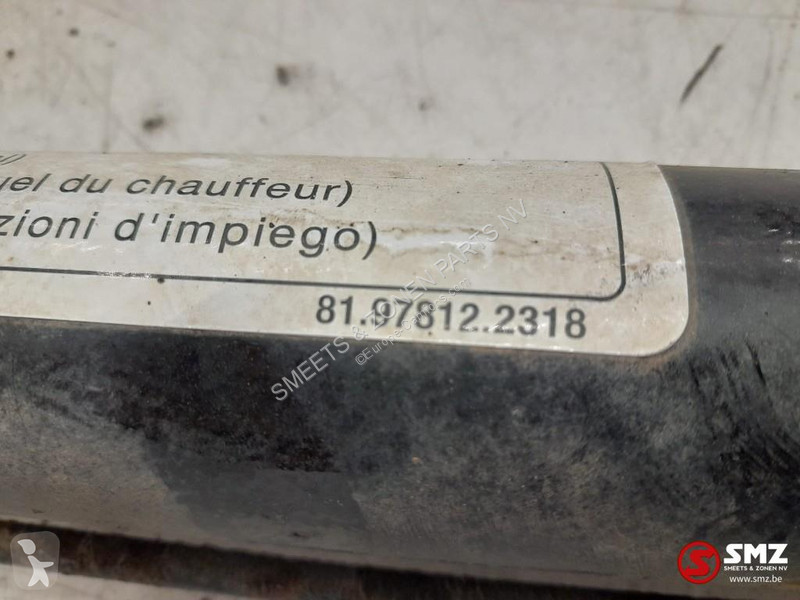 uel du chauffeur)
zioni d'impiego)
81.97812.2318
SMEETS & ZONEN PARTS NV
SMZ
SMEETS & ZONEN NV
www.smz.be